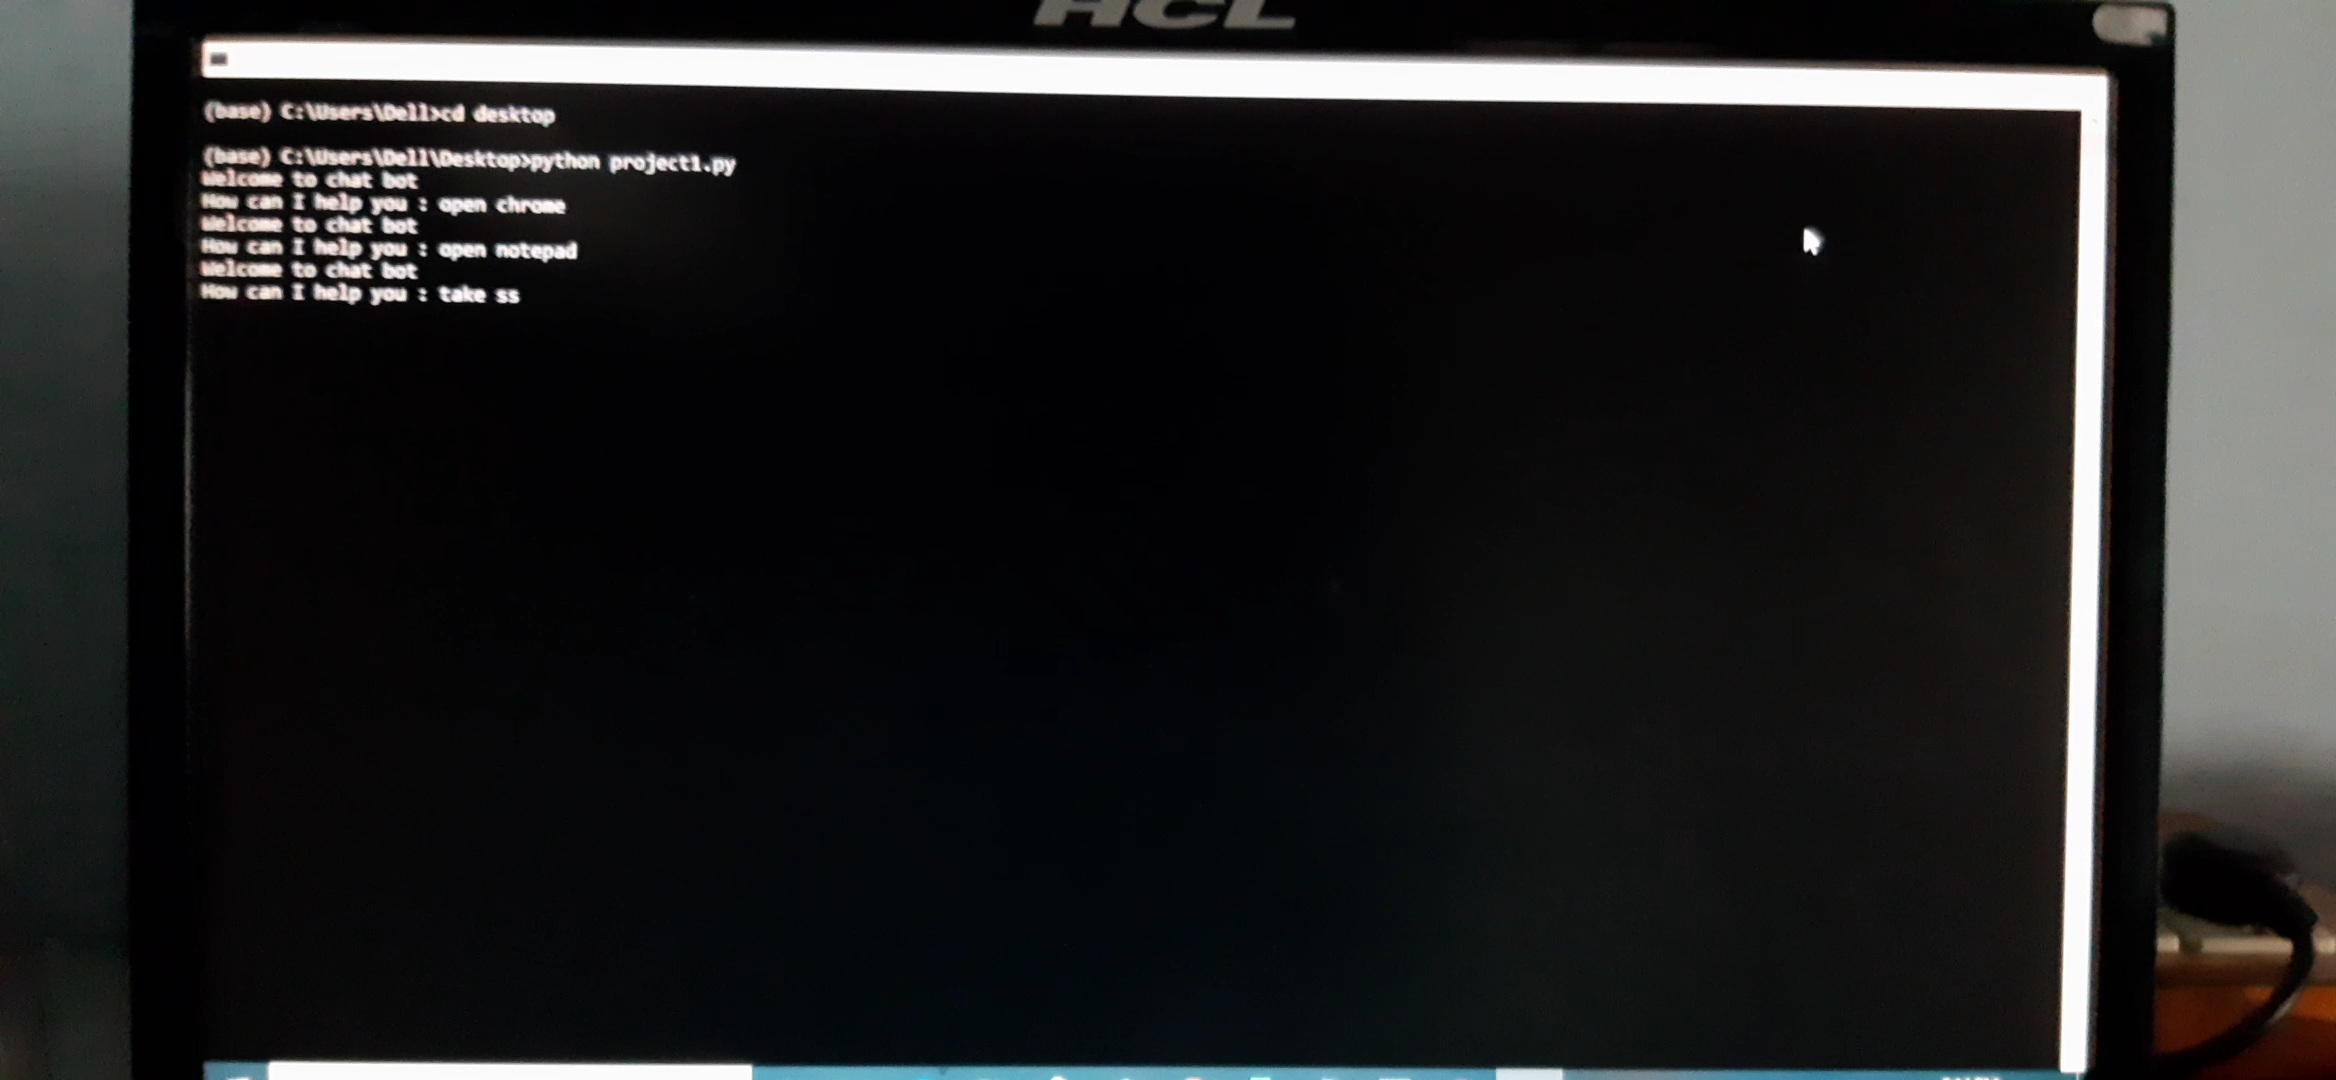 HCL
(base) C:\Users\Dell>cd desktop
(base) C:\Users\Dell\Desktop>python project1.py
Welcome to chat bot
How can I help you : open chrome
Welcome to chat bot
How can I help you : open notepad
Welcome to chat bot
How can I help you : take ss